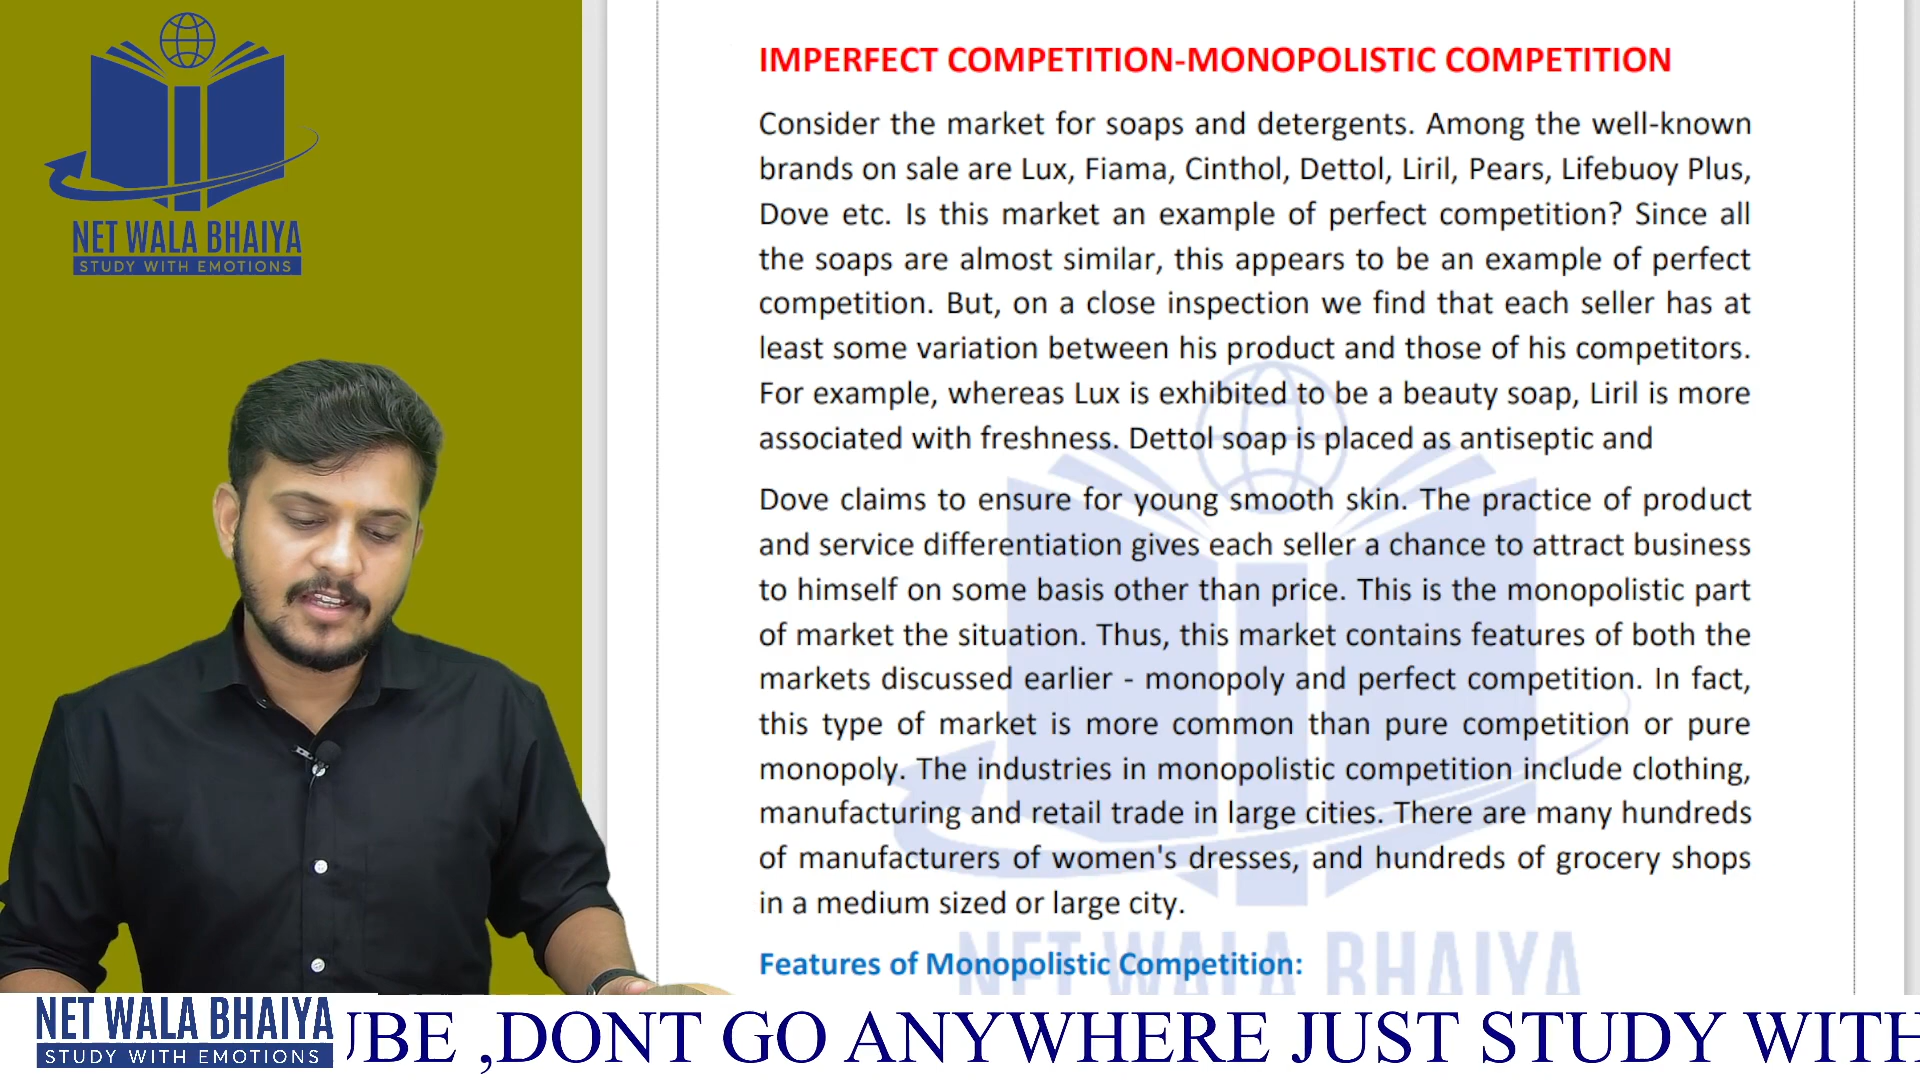 NET WALA BHAIYA
STUDY WITH EMOTIONS
IMPERFECT COMPETITION-MONOPOLISTIC COMPETITION
Consider the market for soaps and detergents. Among the well-known
brands on sale are Lux, Fiama, Cinthol, Dettol, Liril, Pears, Lifebuoy Plus,
Dove etc. Is this market an example of perfect competition? Since all
the soaps are almost similar, this appears to be an example of perfect
competition. But, on a close inspection we find that each seller has at
least some variation between his product and those of his competitors.
For example, whereas Lux is exhibited to be a beauty soap, Liril is more
associated with freshness. Dettol soap is placed as antiseptic and
Dove claims to ensure for young smooth skin. The practice of product
and service differentiation gives each seller a chance to attract business
to himself on some basis other than price. This is the monopolistic part
of market the situation. Thus, this market contains features of both the
markets discussed earlier - monopoly and perfect competition. In fact,
this type of market is more common than pure competition or pure
monopoly. The industries in monopolistic competition include clothing,
manufacturing and retail trade in large cities. There are many hundreds
of manufacturers of women's dresses, and hundreds of grocery shops
in a medium sized or large city.
Features of Monopolistic Competition:
NET WALA BHAIYA
NET WALA BHAIYA
STUDY WITH EMOTIONS
UBE ,DONT GO ANYWHERE JUST STUDY WITH